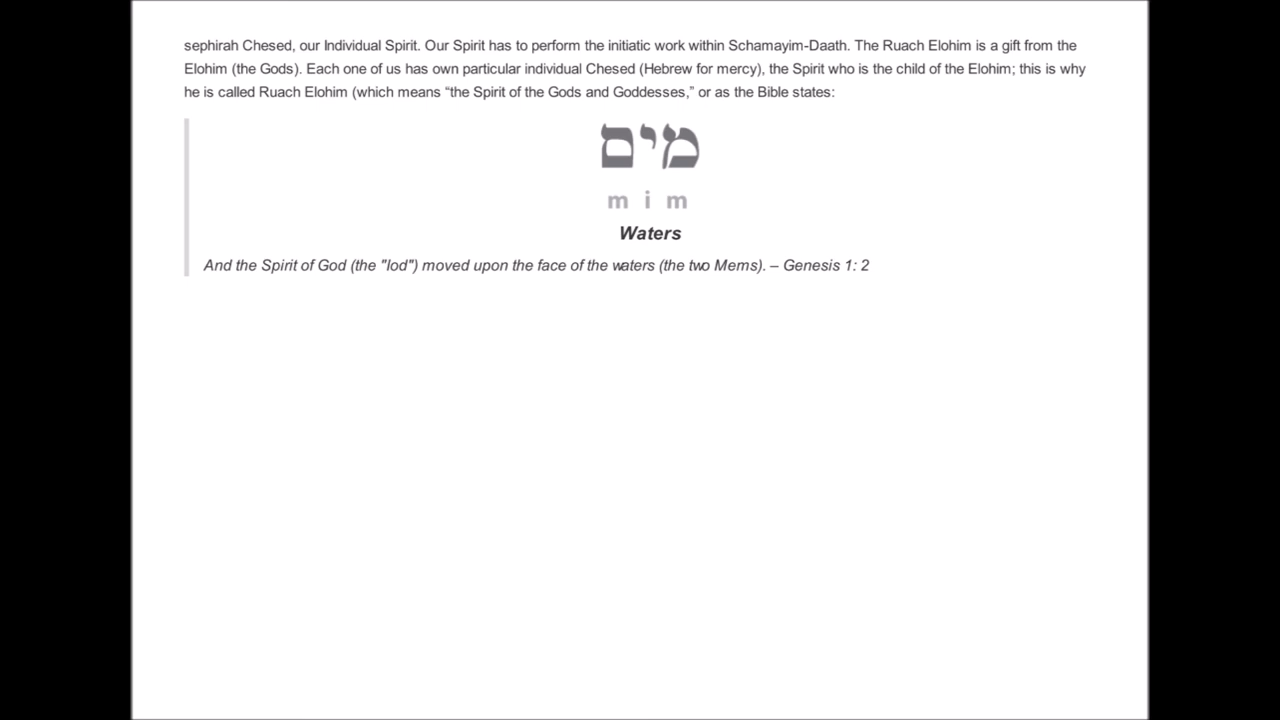 sephirah Chesed, our Individual Spirit. Our Spirit has to perform the initiatic work within Schamayim-Daath. The Ruach Elohim is a gift from the
Elohim (the Gods). Each one of us has own particular individual Chesed (Hebrew for mercy), the Spirit who is the child of the Elohim; this is why
he is called Ruach Elohim (which means “the Spirit of the Gods and Goddesses,” or as the Bible states:
מים
m i m
Waters
And the Spirit of God (the "Iod") moved upon the face of the waters (the two Mems). – Genesis 1: 2